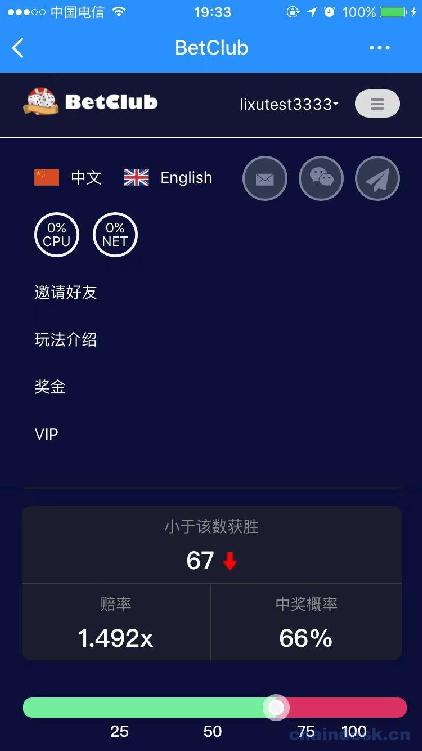 中国电信 19:33 100%
BetClub
BetClub lixutest3333
中文 English
0% 0%
CPU NET
邀请好友
玩法介绍
奖金
VIP
小于该数获胜
67
赔率 中奖概率
1.492x 66%
25 50 75 100
chaindesk.cn